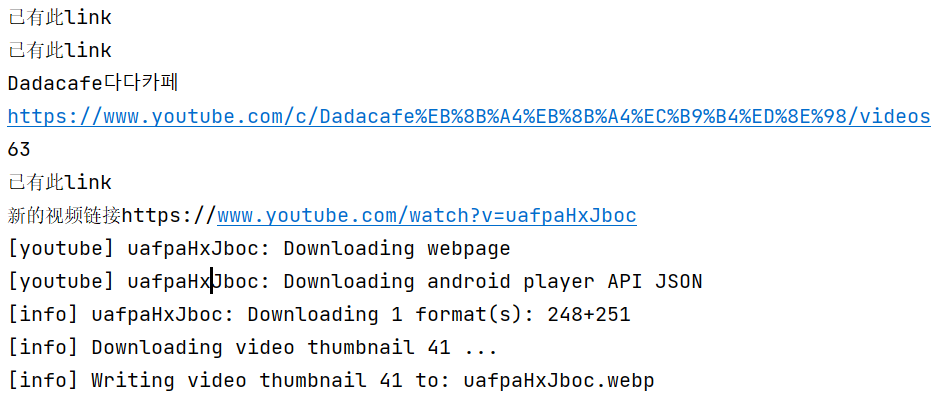 已有此link
已有此link
Dadacafe다다카페
https://www.youtube.com/c/Dadacafe%EB%8B%A4%EB%8B%A4%EC%B9%B4%ED%8E%98/videos
63
已有此link
新的视频链接https://www.youtube.com/watch?v=uafpaHxJboc
[youtube] uafpaHxJboc: Downloading webpage
[youtube] uafpaHxJboc: Downloading android player API JSON
[info] uafpaHxJboc: Downloading 1 format(s): 248+251
[info] Downloading video thumbnail 41 ...
[info] Writing video thumbnail 41 to: uafpaHxJboc.webp